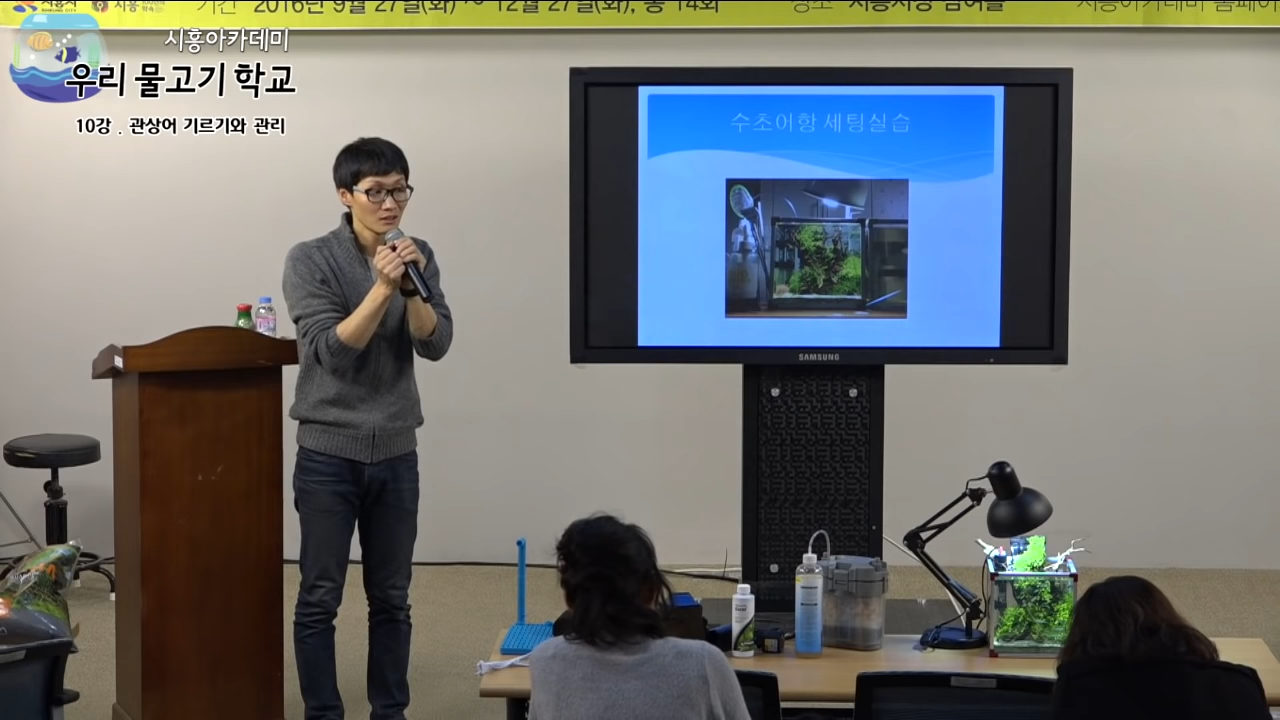 기간 2016년 9월 27일(화) ~ 12월 27일(화), 총 14회
시흥아카데미
우리 물고기 학교
10강 . 관상어 기르기와 관리
수초어항 세팅실습
SAMSUNG